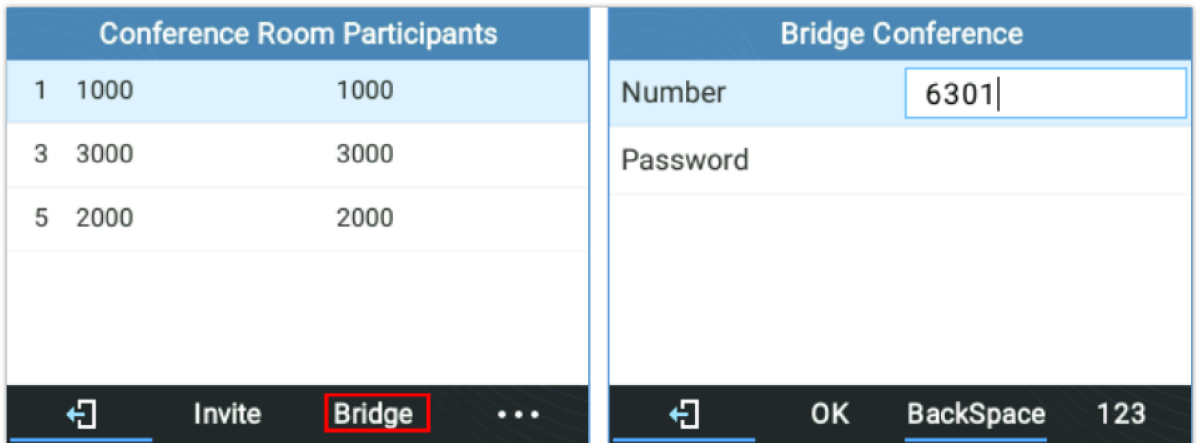 Conference Room Participants
1 1000 1000
3 3000 3000
5 2000 2000
Invite Bridge ...
Bridge Conference
Number 6301
Password
OK BackSpace 123